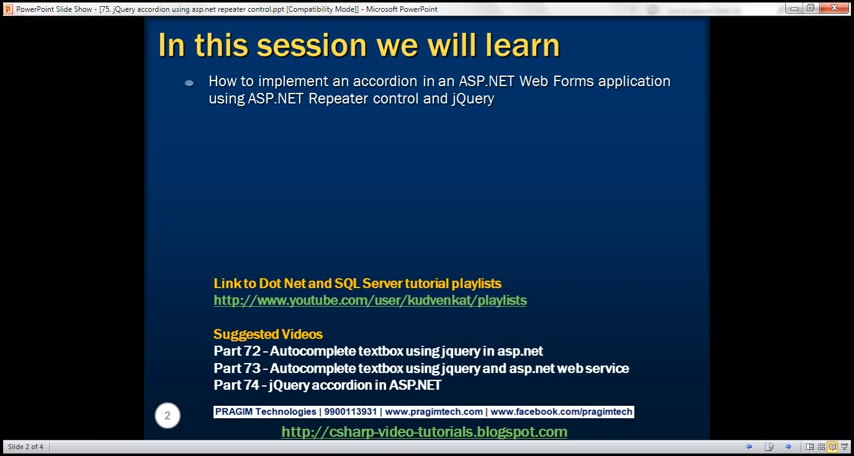 PowerPoint Slide Show - [75. jQuery accordion using asp.net repeater control.ppt [Compatibility Mode]] - Microsoft PowerPoint
In this session we will learn
How to implement an accordion in an ASP.NET Web Forms application
using ASP.NET Repeater control and jQuery
Link to Dot Net and SQL Server tutorial playlists
http://www.youtube.com/user/kudvenkat/playlists
Suggested Videos
Part 72 - Autocomplete textbox using jquery in asp.net
Part 73 - Autocomplete textbox using jquery and asp.net web service
Part 74 - jQuery accordion in ASP.NET
2
PRAGIM Technologies | 9900113931 | www.pragimtech.com | www.facebook.com/pragimtech
http://csharp-video-tutorials.blogspot.com
Slide 2 of 4